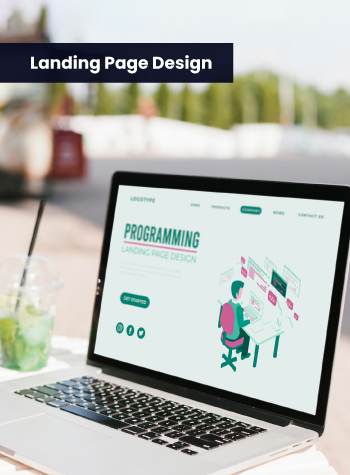 Landing Page Design
LOGOTYPE
HOME PRODUCTS COMPANY NEWS CONTACT US
PROGRAMMING
LANDING PAGE DESIGN
GET STARTED